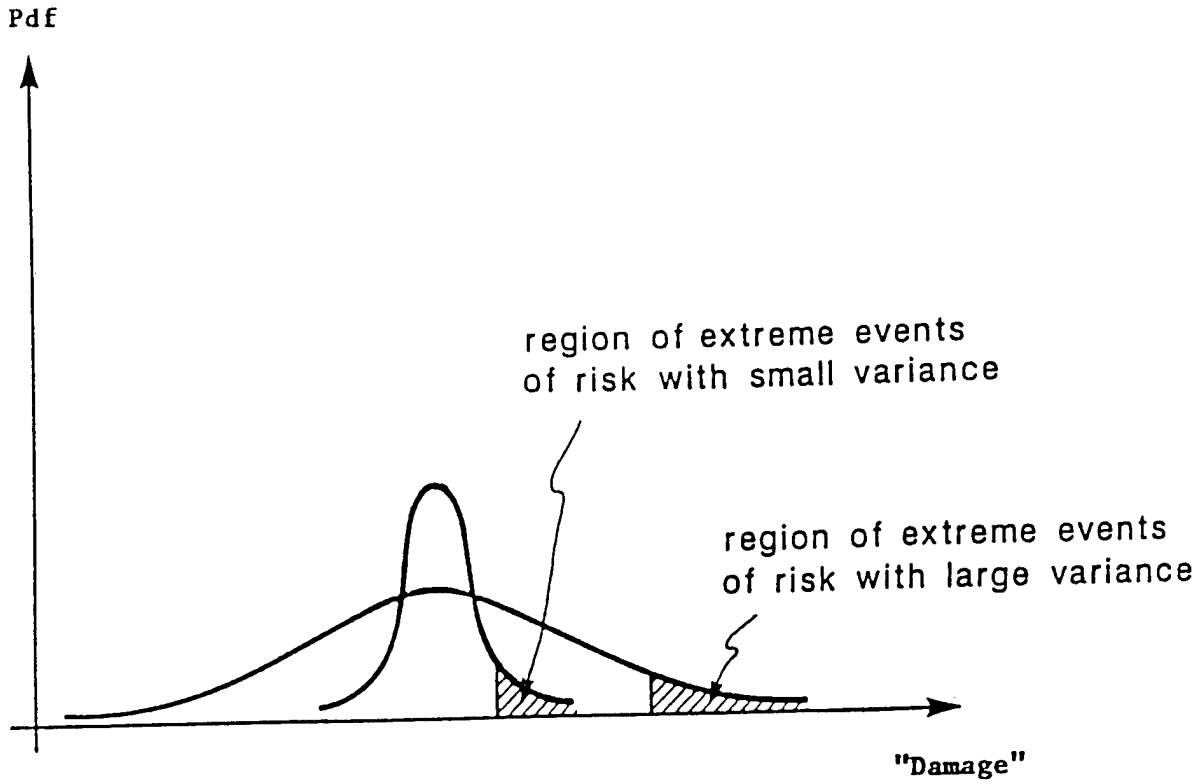 Pdf
region of extreme events
of risk with small variance
region of extreme events
of risk with large variance
"Damage"